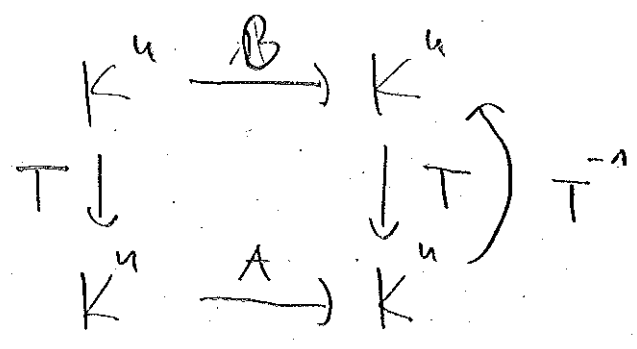 B
K^n → K^n
T ↓ ↓ T T^-1
A
K^n → K^n